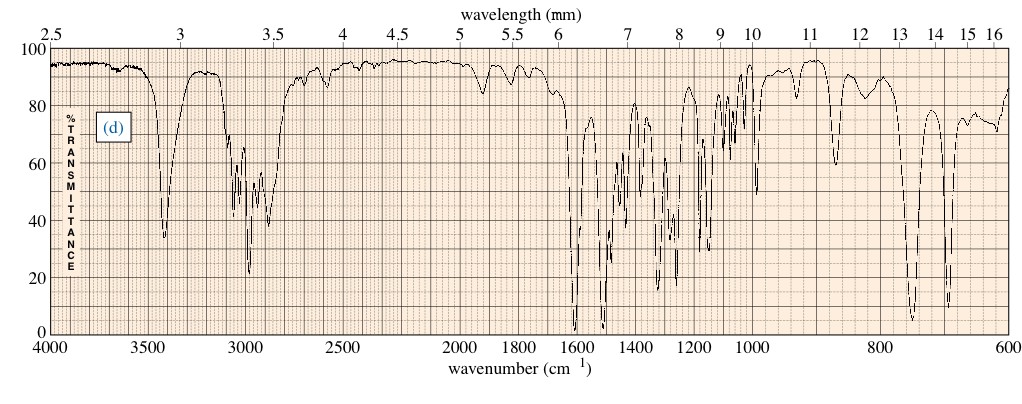 wavelength (mm)
2.5 3 3.5 4 4.5 5 5.5 6 7 8 9 10 11 12 13 14 15 16
100
80
60
40
20
0
%TRANSMITTANCE
(d)
4000 3500 3000 2500 2000 1800 1600 1400 1200 1000 800 600
wavenumber (cm 1)